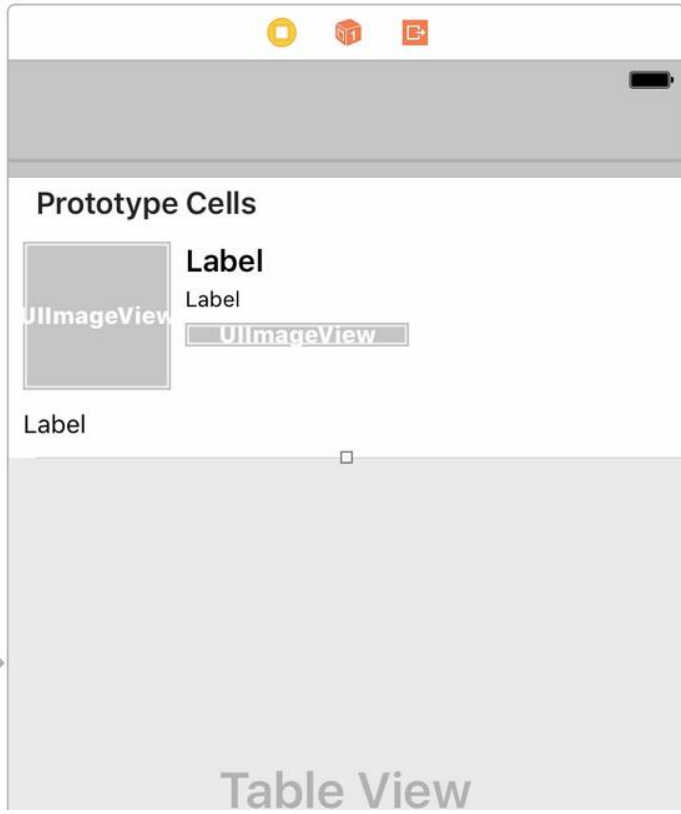 Prototype Cells
UIImageView
Label
Label
UIImageView
Label
Table View